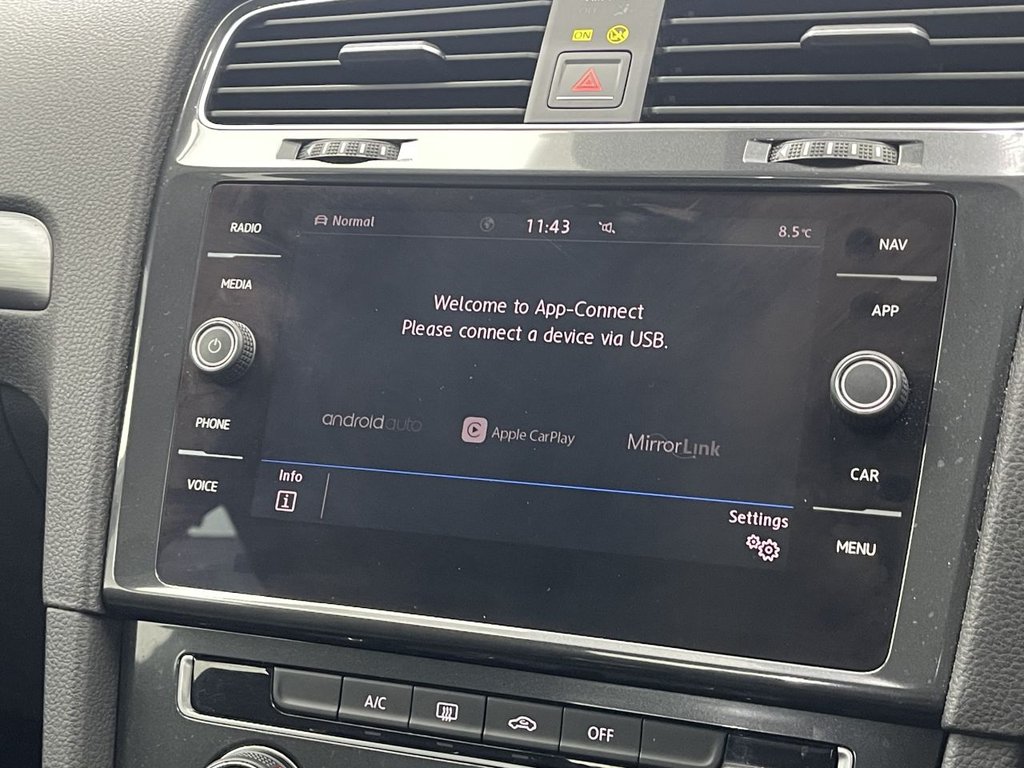 ON
RADIO
Normal
11:43
8.5°C
NAV
MEDIA
APP
Welcome to App-Connect
Please connect a device via USB.
PHONE
androidauto
Apple CarPlay
MirrorLink
CAR
VOICE
Info
i
Settings
MENU
A/C
OFF